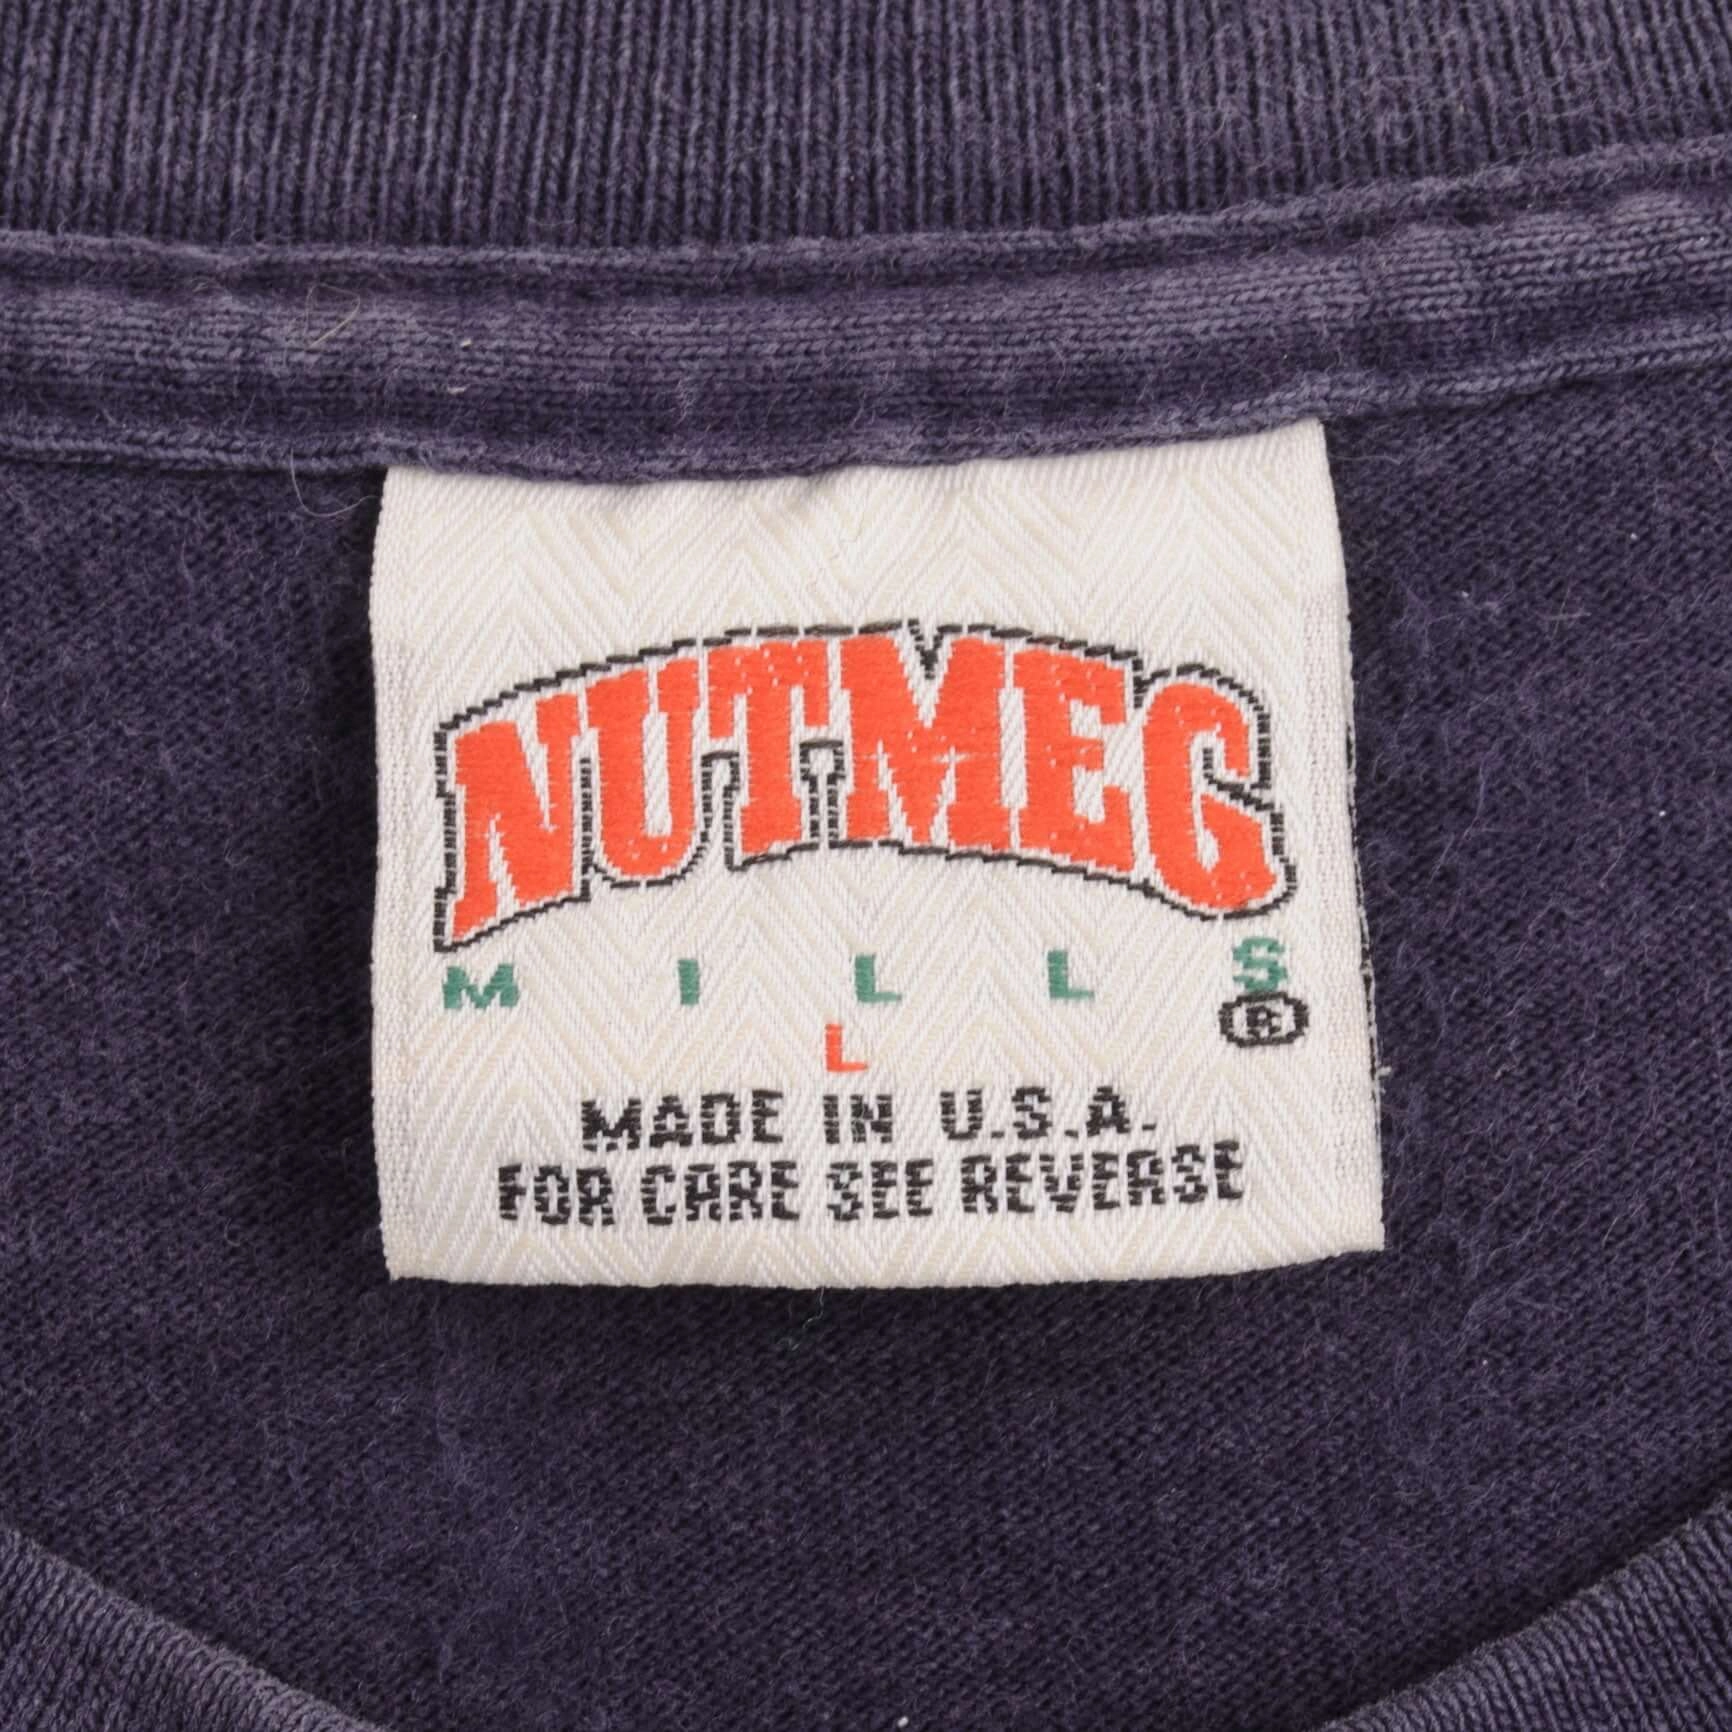 NUTMEG
MILLS
®
L
MADE IN U.S.A.
FOR CARE SEE REVERSE